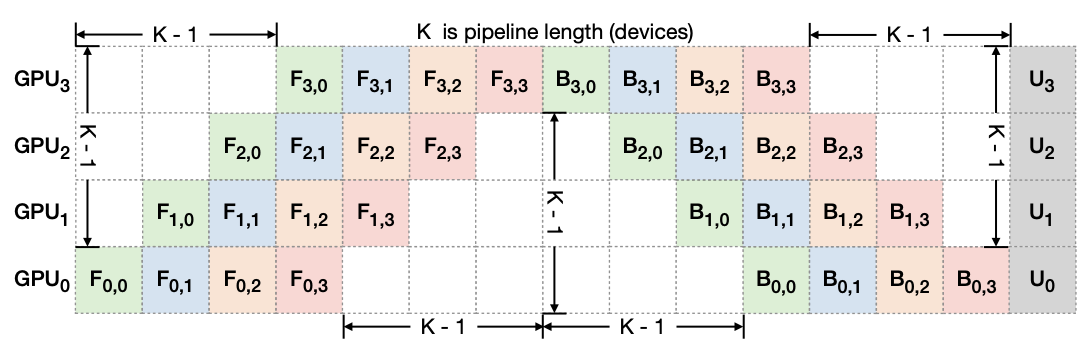 K - 1 K is pipeline length (devices) K - 1
GPU3 F3,0 F3,1 F3,2 F3,3 B3,0 B3,1 B3,2 B3,3 U3
K - 1 K - 1
GPU2 F2,0 F2,1 F2,2 F2,3 B2,0 B2,1 B2,2 B2,3 U2
K - 1
GPU1 F1,0 F1,1 F1,2 F1,3 B1,0 B1,1 B1,2 B1,3 U1
GPU0 F0,0 F0,1 F0,2 F0,3 B0,0 B0,1 B0,2 B0,3 U0
K - 1 K - 1